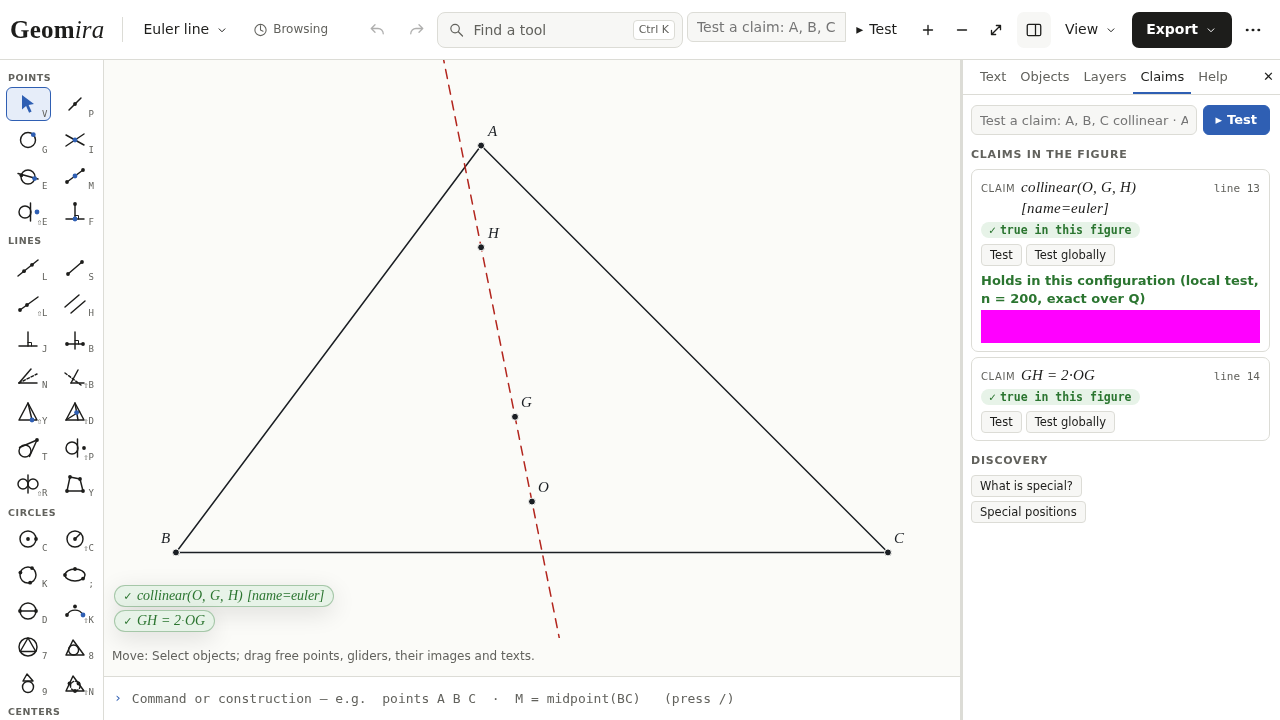 Geomira
Euler line
Browsing
Find a tool
Ctrl K
Test a claim: A, B, C
▸ Test
View
Export
POINTS
V
P
G
I
E
M
⇧E
F
LINES
L
S
⇧L
H
J
B
N
⇧B
⇧Y
⇧D
T
⇧P
⇧R
Y
CIRCLES
C
⇧C
K
;
D
⇧K
7
8
9
⇧N
CENTERS
A
H
G
O
B
C
✓ collinear(O, G, H) [name=euler]
✓ GH = 2·OG
Move: Select objects; drag free points, gliders, their images and texts.
› Command or construction — e.g.  points A B C  ·  M = midpoint(BC)   (press /)
Text
Objects
Layers
Claims
Help
✕
Test a claim: A, B, C collinear · A
▸ Test
CLAIMS IN THE FIGURE
CLAIM collinear(O, G, H) line 13
[name=euler]
✓ true in this figure
Test
Test globally
Holds in this configuration (local test,
n = 200, exact over Q)
CLAIM GH = 2·OG line 14
✓ true in this figure
Test
Test globally
DISCOVERY
What is special?
Special positions